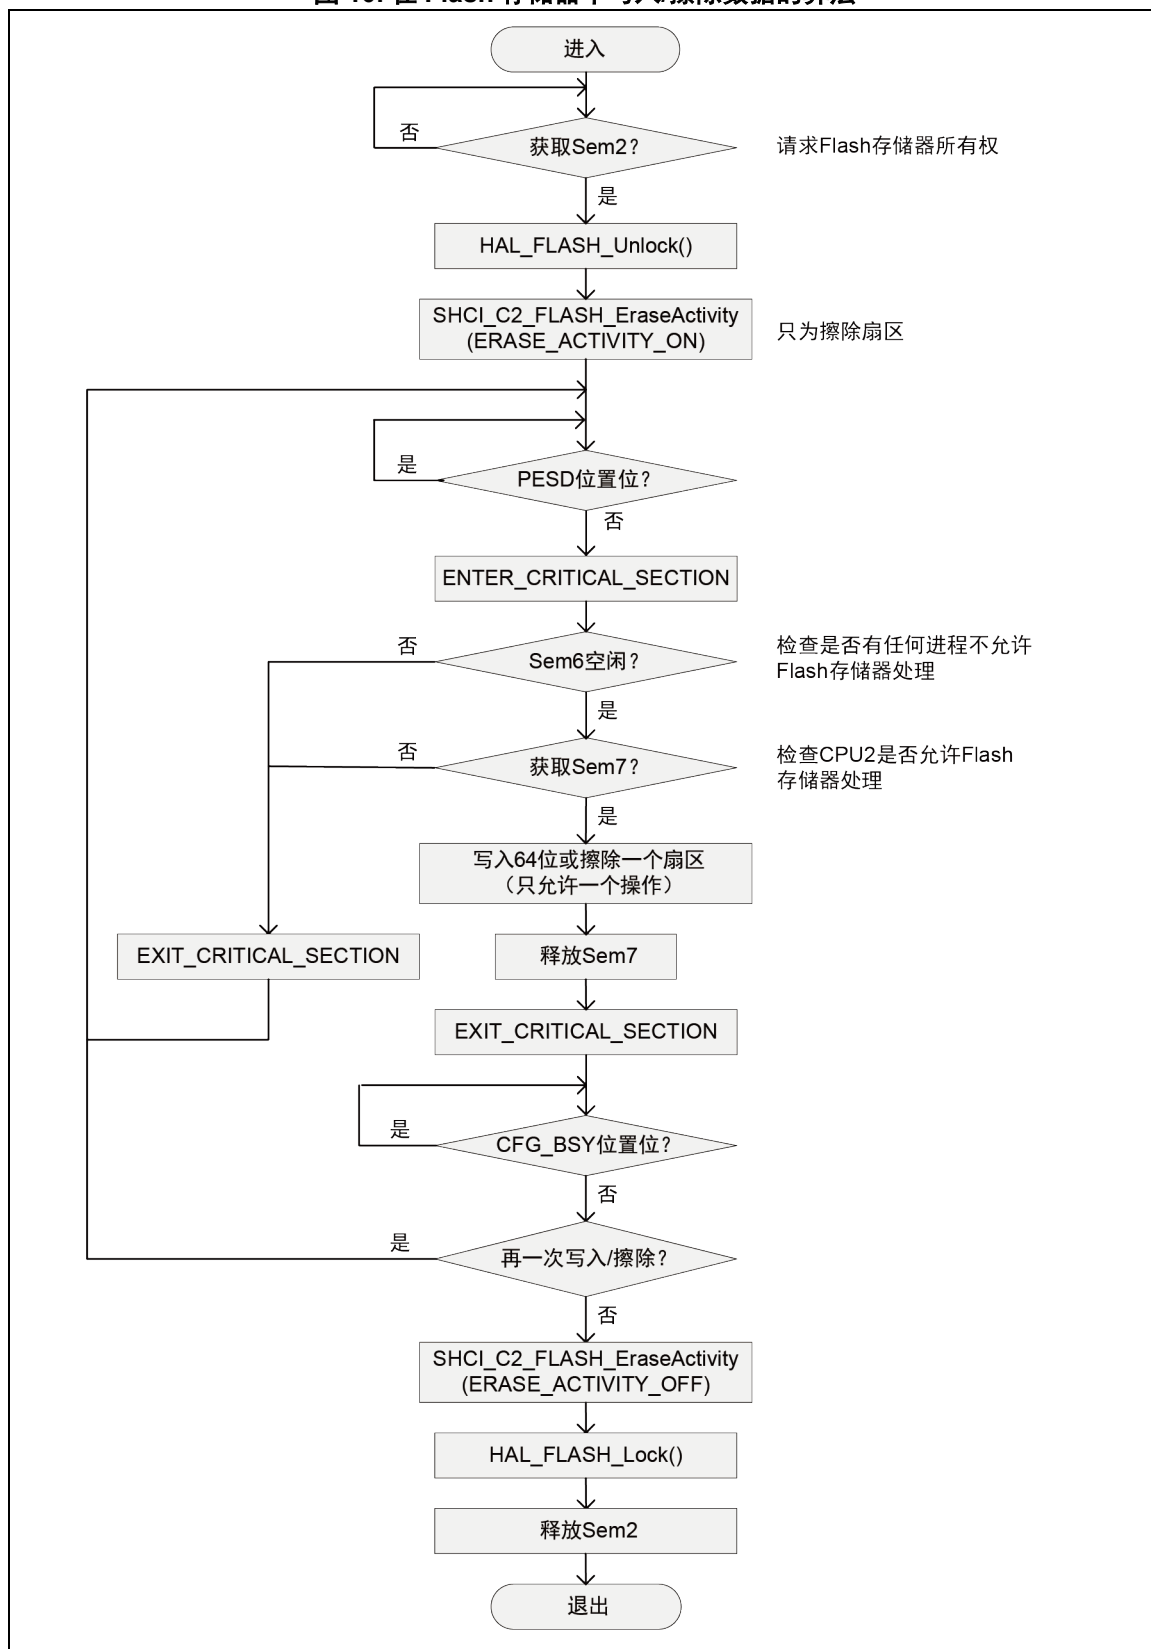 进入
否
获取Sem2?
请求Flash存储器所有权
是
HAL_FLASH_Unlock()
SHCI_C2_FLASH_EraseActivity
(ERASE_ACTIVITY_ON)
只为擦除扇区
是
PESD位置位?
否
ENTER_CRITICAL_SECTION
否
Sem6空闲?
检查是否有任何进程不允许
Flash存储器处理
是
否
获取Sem7?
检查CPU2是否允许Flash
存储器处理
是
写入64位或擦除一个扇区
（只允许一个操作）
EXIT_CRITICAL_SECTION
释放Sem7
EXIT_CRITICAL_SECTION
是
CFG_BSY位置位?
否
是
再一次写入/擦除?
否
SHCI_C2_FLASH_EraseActivity
(ERASE_ACTIVITY_OFF)
HAL_FLASH_Lock()
释放Sem2
退出